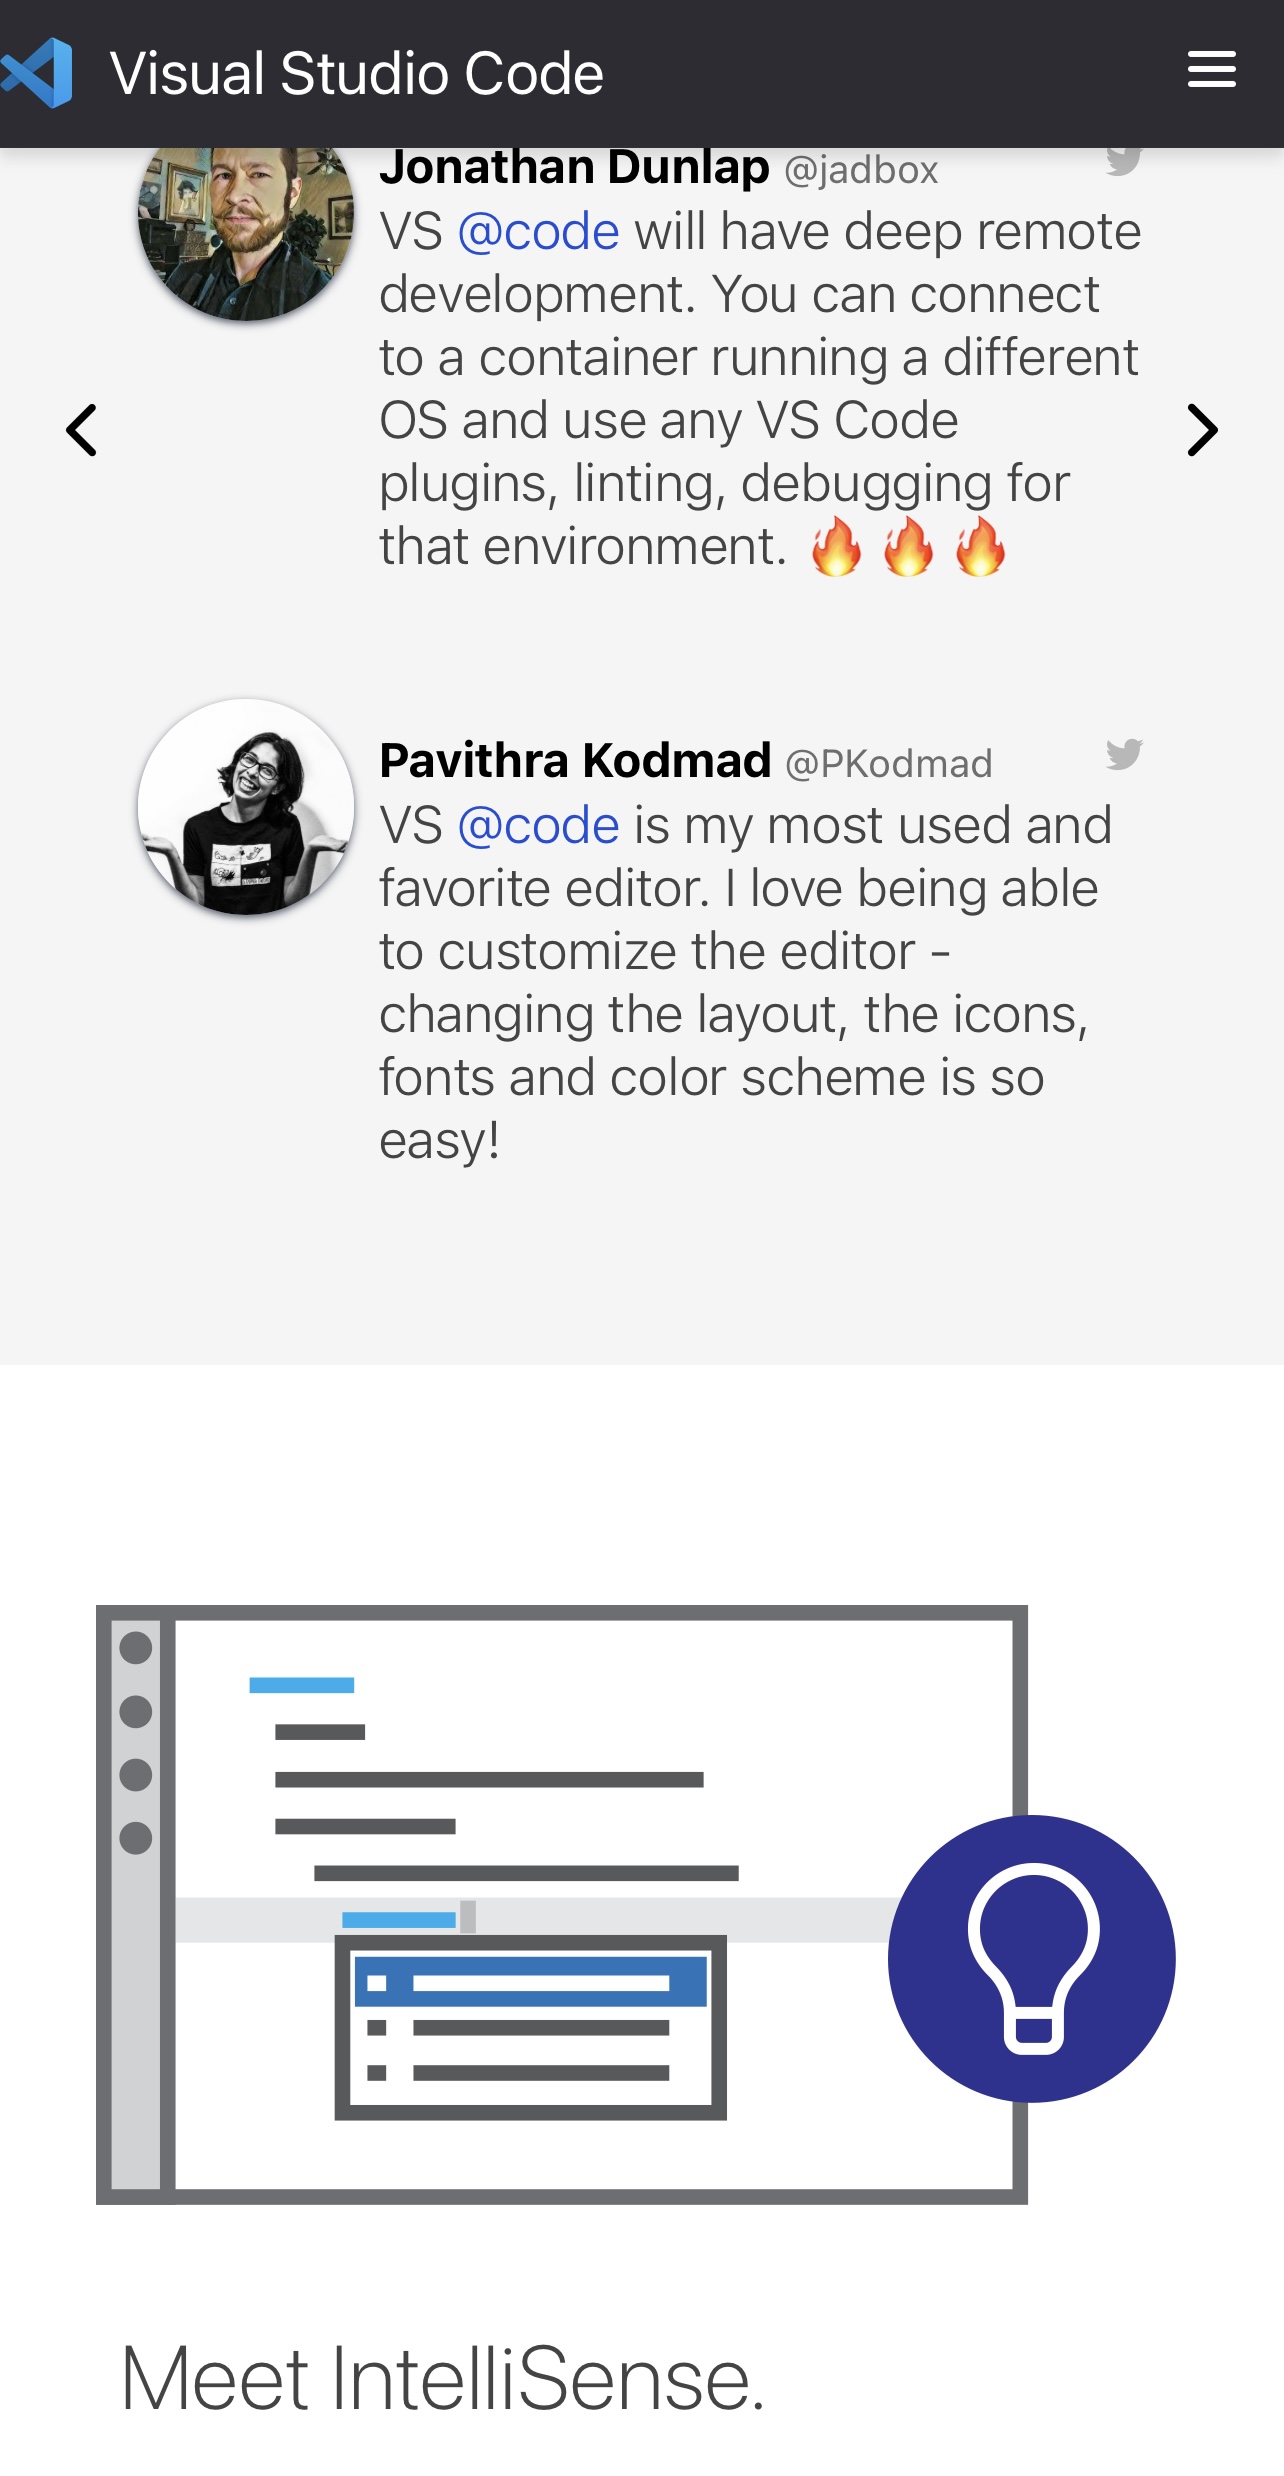 Visual Studio Code
Jonathan Dunlap @jadbox
VS @code will have deep remote
development. You can connect
to a container running a different
OS and use any VS Code
plugins, linting, debugging for
that environment. 🔥 🔥 🔥
Pavithra Kodmad @PKodmad
VS @code is my most used and
favorite editor. I love being able
to customize the editor -
changing the layout, the icons,
fonts and color scheme is so
easy!
Meet IntelliSense.